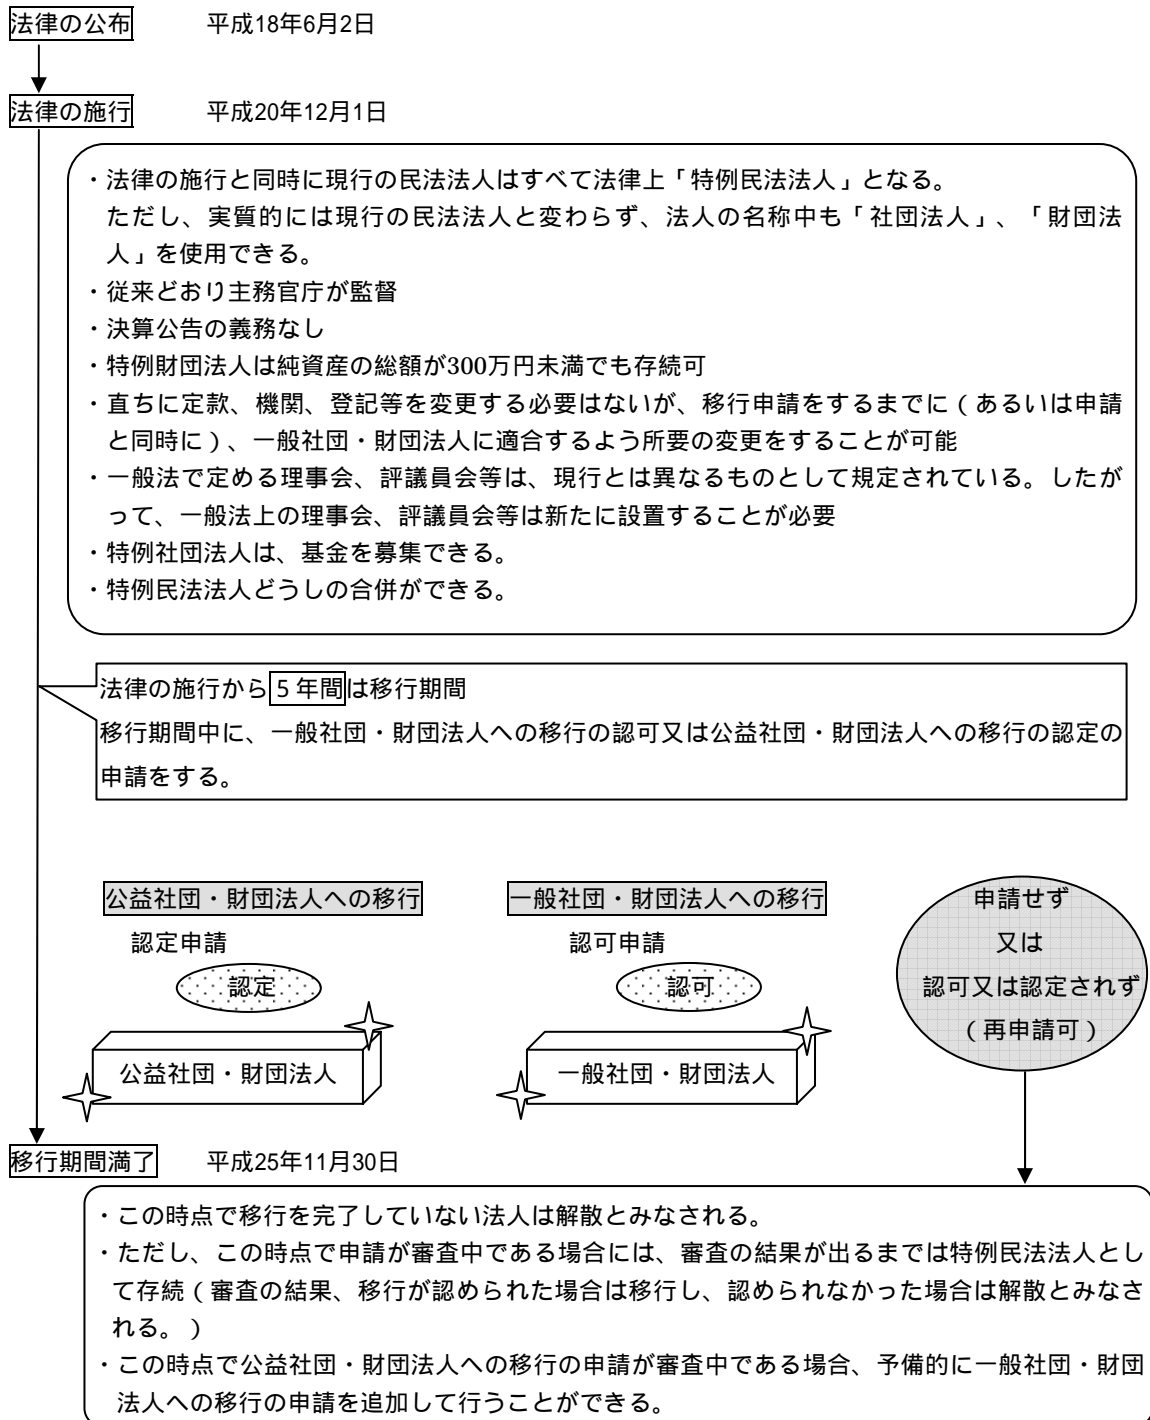 法律の公布 平成18年6月2日
法律の施行 平成20年12月1日
・法律の施行と同時に現行の民法法人はすべて法律上「特例民法法人」となる。
ただし、実質的には現行の民法法人と変わらず、法人の名称中も「社団法人」、「財団法
人」を使用できる。
・従来どおり主務官庁が監督
・決算公告の義務なし
・特例財団法人は純資産の総額が300万円未満でも存続可
・直ちに定款、機関、登記等を変更する必要はないが、移行申請をするまでに(あるいは申請
と同時に)、一般社団・財団法人に適合するよう所要の変更をすることが可能
・一般法で定める理事会、評議員会等は、現行とは異なるものとして規定されている。したが
って、一般法上の理事会、評議員会等は新たに設置することが必要
・特例社団法人は、基金を募集できる。
・特例民法法人どうしの合併ができる。
法律の施行から5年間は移行期間
移行期間中に、一般社団・財団法人への移行の認可又は公益社団・財団法人への移行の認定の
申請をする。
公益社団・財団法人への移行
認定申請
認定
公益社団・財団法人
一般社団・財団法人への移行
認可申請
認可
一般社団・財団法人
申請せず
又は
認可又は認定されず
(再申請可)
移行期間満了 平成25年11月30日
・この時点で移行を完了していない法人は解散とみなされる。
・ただし、この時点で申請が審査中である場合には、審査の結果が出るまでは特例民法法人とし
て存続(審査の結果、移行が認められた場合は移行し、認められなかった場合は解散とみなさ
れる。)
・この時点で公益社団・財団法人への移行の申請が審査中である場合、予備的に一般社団・財団
法人への移行の申請を追加して行うことができる。